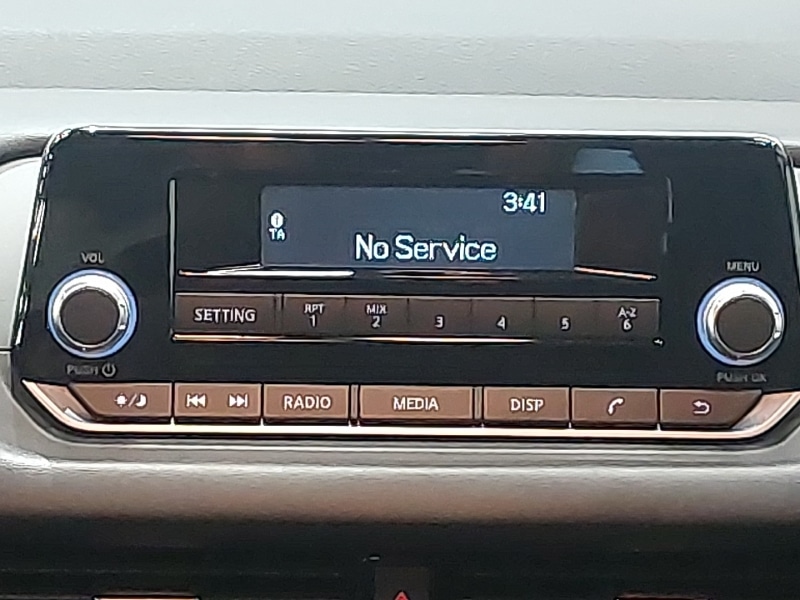 3:41
TA
No Service
VOL
MENU
SETTING
RPT
1
MIX
2
3
4
5
A-Z
6
PUSH
PUSH OK
RADIO
MEDIA
DISP